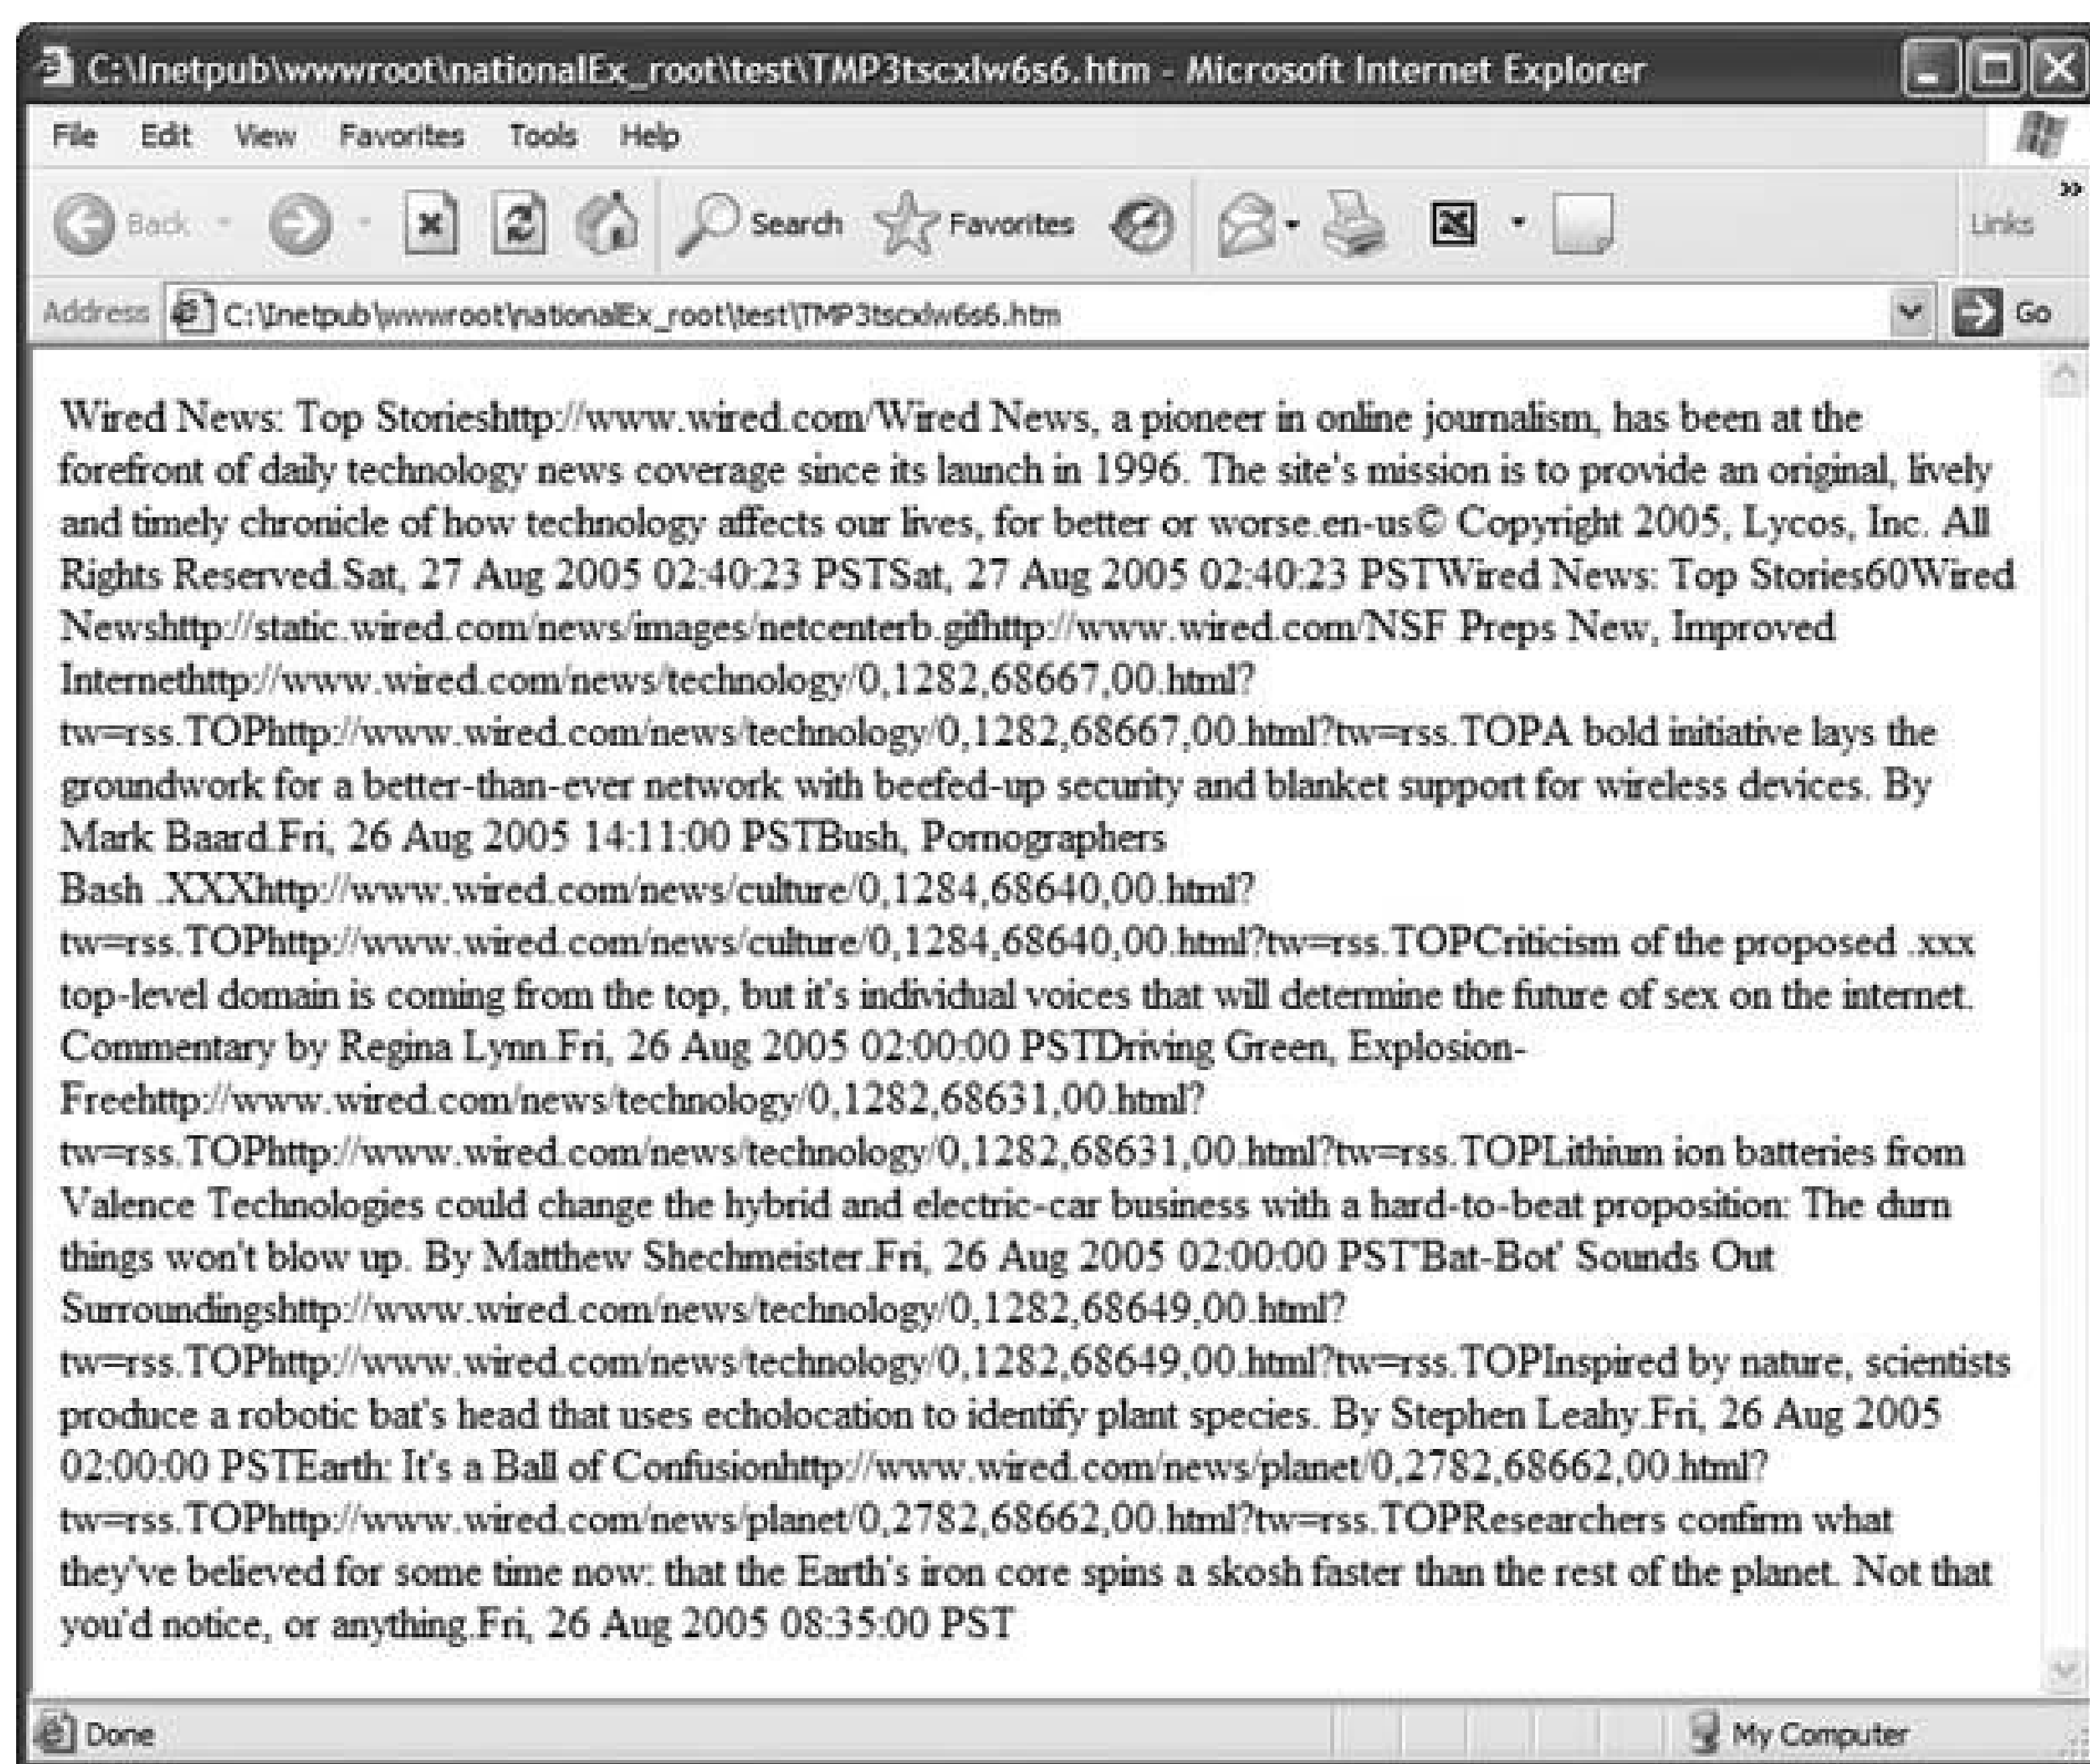 C:\Inetpub\wwwroot\nationalEx_root\test\TMP3tscxlw6s6.htm - Microsoft Internet Explorer
File Edit View Favorites Tools Help
Back Search Favorites Links »
Address C:\Inetpub\wwwroot\nationalEx_root\test\TMP3tscxlw6s6.htm Go
Wired News: Top Storieshttp://www.wired.com/Wired News, a pioneer in online journalism, has been at the
forefront of daily technology news coverage since its launch in 1996. The site's mission is to provide an original, lively
and timely chronicle of how technology affects our lives, for better or worse.en-us© Copyright 2005, Lycos, Inc. All
Rights Reserved.Sat, 27 Aug 2005 02:40:23 PSTSat, 27 Aug 2005 02:40:23 PSTWired News: Top Stories60Wired
Newshttp://static.wired.com/news/images/netcenterb.gifhttp://www.wired.com/NSF Preps New, Improved
Internethttp://www.wired.com/news/technology/0,1282,68667,00.html?
tw=rss.TOPhttp://www.wired.com/news/technology/0,1282,68667,00.html?tw=rss.TOPA bold initiative lays the
groundwork for a better-than-ever network with beefed-up security and blanket support for wireless devices. By
Mark Baard.Fri, 26 Aug 2005 14:11:00 PSTBush, Pornographers
Bash .XXXhttp://www.wired.com/news/culture/0,1284,68640,00.html?
tw=rss.TOPhttp://www.wired.com/news/culture/0,1284,68640,00.html?tw=rss.TOPCriticism of the proposed .xxx
top-level domain is coming from the top, but it's individual voices that will determine the future of sex on the internet.
Commentary by Regina Lynn.Fri, 26 Aug 2005 02:00:00 PSTDriving Green, Explosion-
Freehttp://www.wired.com/news/technology/0,1282,68631,00.html?
tw=rss.TOPhttp://www.wired.com/news/technology/0,1282,68631,00.html?tw=rss.TOPLithium ion batteries from
Valence Technologies could change the hybrid and electric-car business with a hard-to-beat proposition: The durn
things won't blow up. By Matthew Shechmeister.Fri, 26 Aug 2005 02:00:00 PST'Bat-Bot' Sounds Out
Surroundingshttp://www.wired.com/news/technology/0,1282,68649,00.html?
tw=rss.TOPhttp://www.wired.com/news/technology/0,1282,68649,00.html?tw=rss.TOPInspired by nature, scientists
produce a robotic bat's head that uses echolocation to identify plant species. By Stephen Leahy.Fri, 26 Aug 2005
02:00:00 PSTEarth: It's a Ball of Confusionhttp://www.wired.com/news/planet/0,2782,68662,00.html?
tw=rss.TOPhttp://www.wired.com/news/planet/0,2782,68662,00.html?tw=rss.TOPResearchers confirm what
they've believed for some time now: that the Earth's iron core spins a skosh faster than the rest of the planet. Not that
you'd notice, or anything.Fri, 26 Aug 2005 08:35:00 PST
Done My Computer